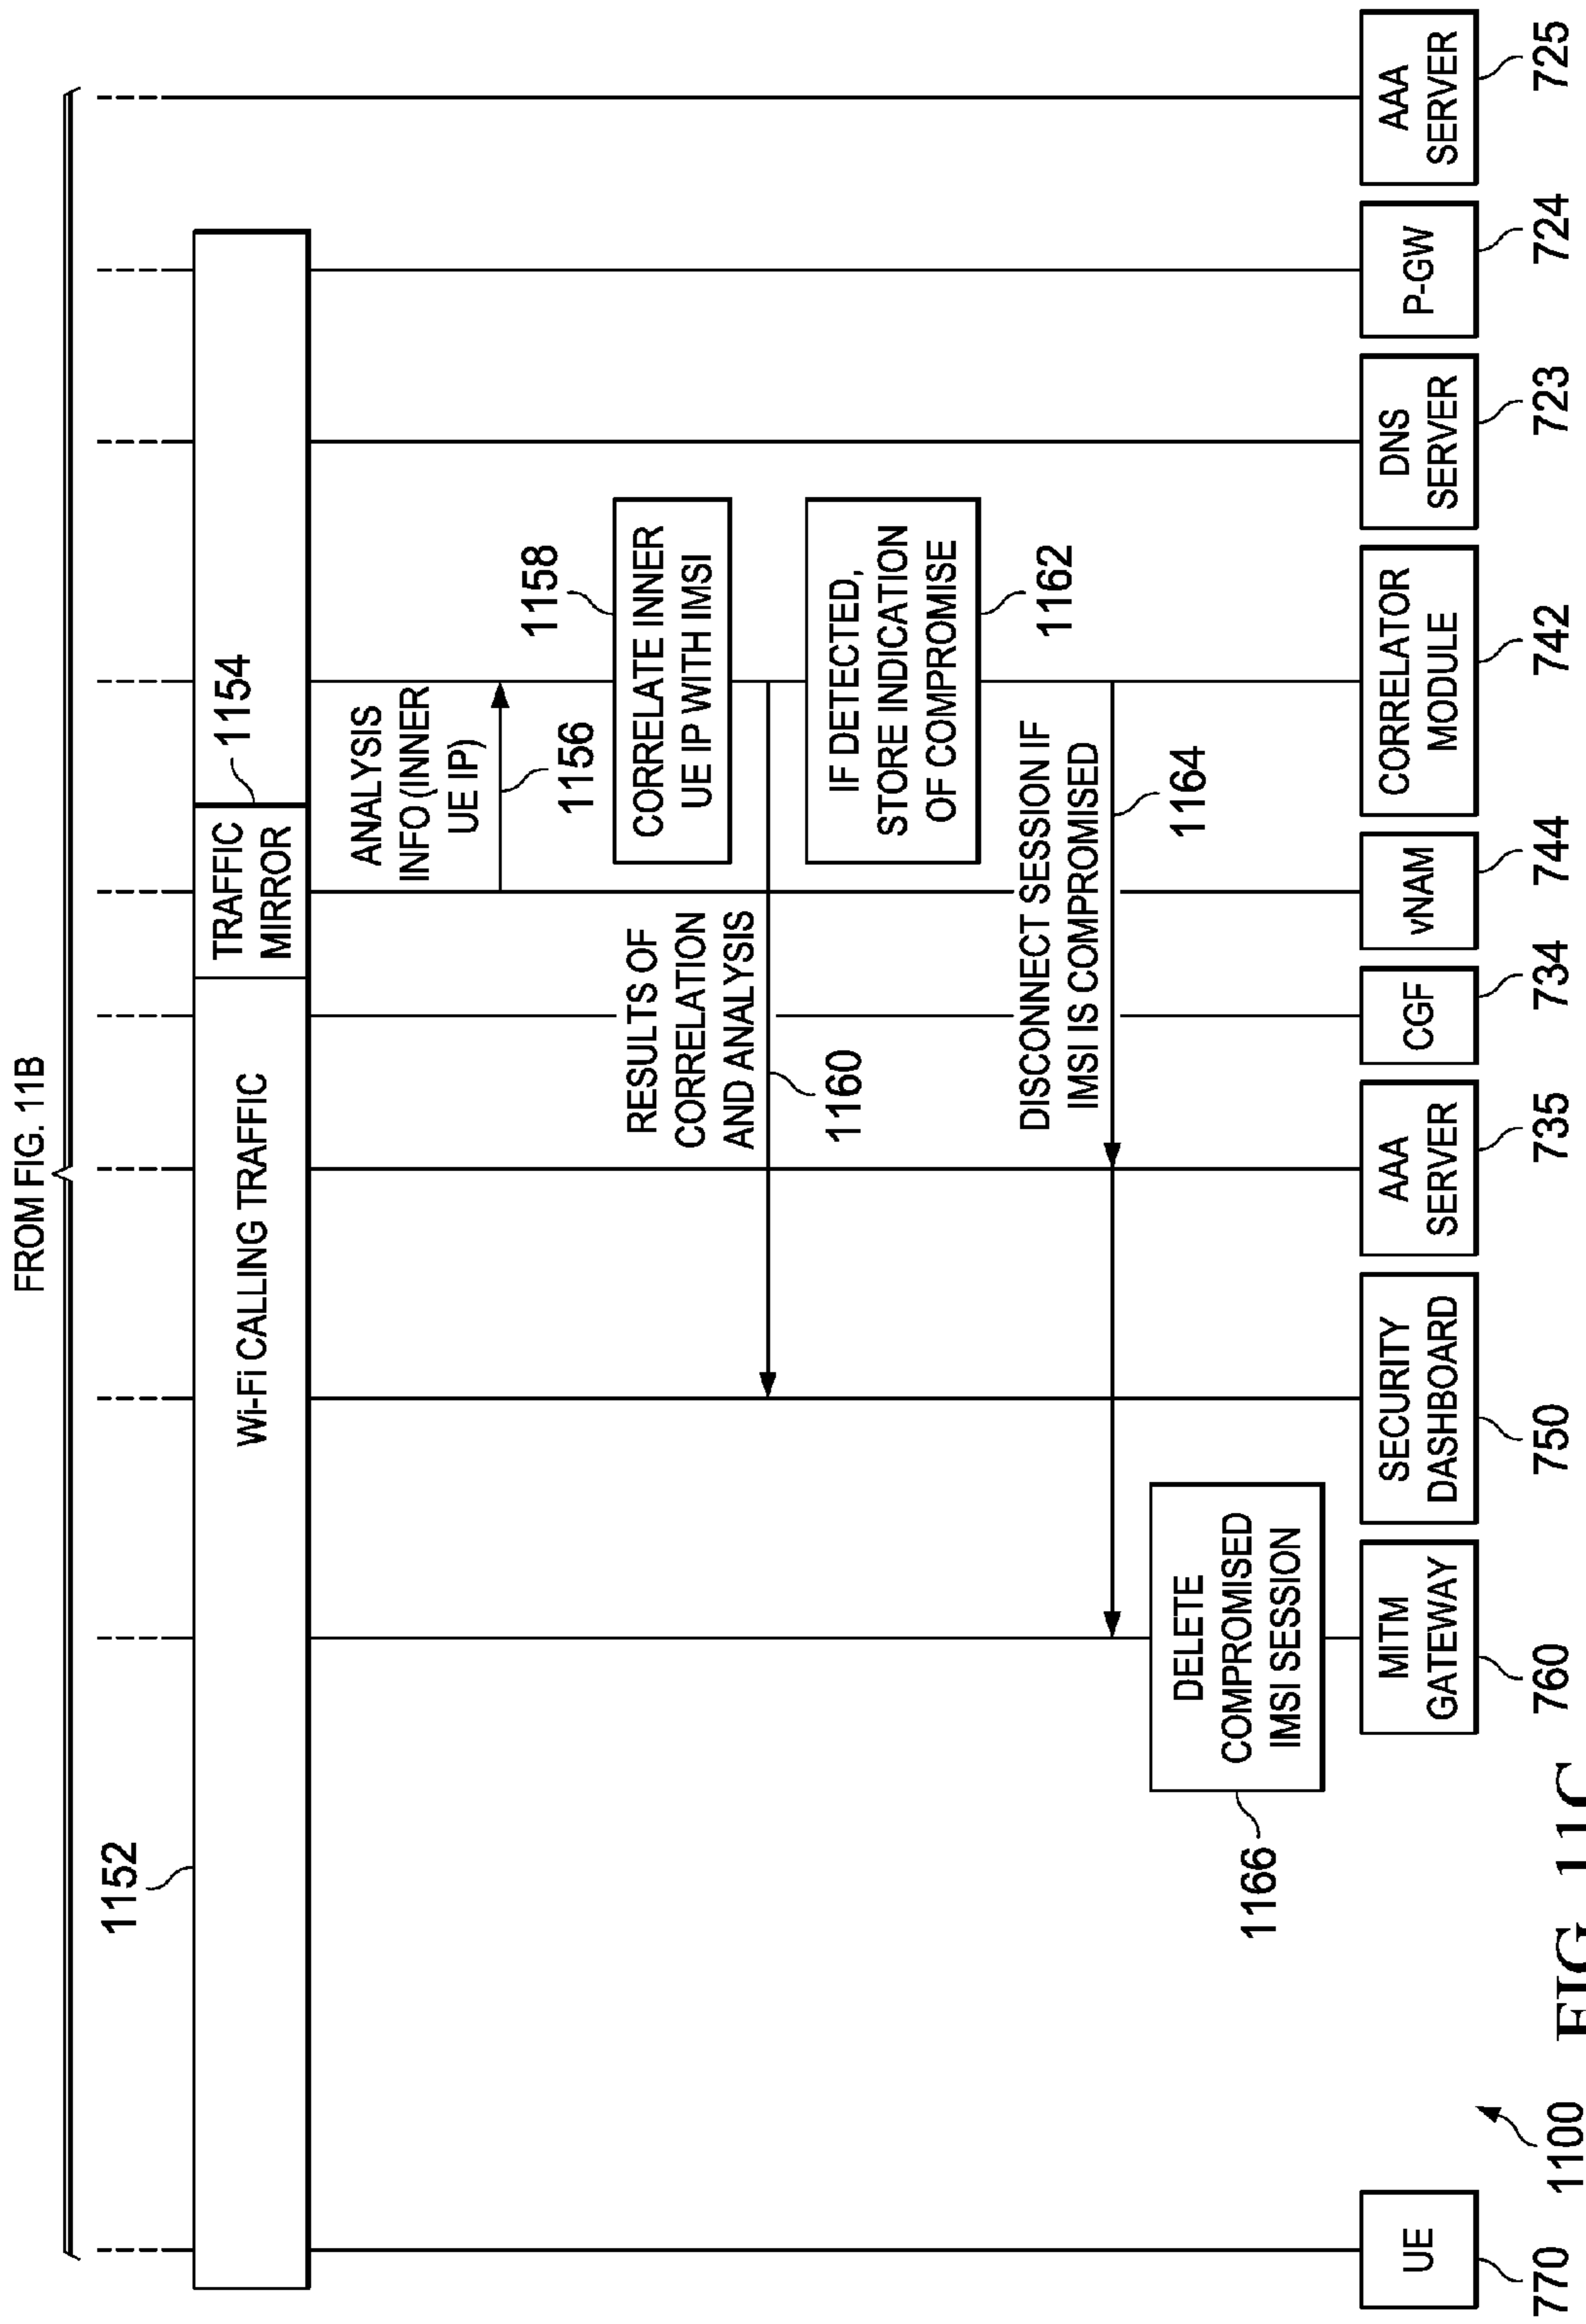 FROM FIG. 11B
1152
Wi-Fi CALLING TRAFFIC
TRAFFIC
MIRROR
1154
ANALYSIS
INFO (INNER
UE IP)
1156
1158
CORRELATE INNER
UE IP WITH IMSI
RESULTS OF
CORRELATION
AND ANALYSIS
1160
IF DETECTED,
STORE INDICATION
OF COMPROMISE
1162
DISCONNECT SESSION IF
IMSI IS COMPROMISED
1164
DELETE
COMPROMISED
IMSI SESSION
1166
UE
770
MITM
GATEWAY
760
SECURITY
DASHBOARD
750
AAA
SERVER
735
CGF
734
vNAM
744
CORRELATOR
MODULE
742
DNS
SERVER
723
P-GW
724
AAA
SERVER
725
1100
FIG. 11C